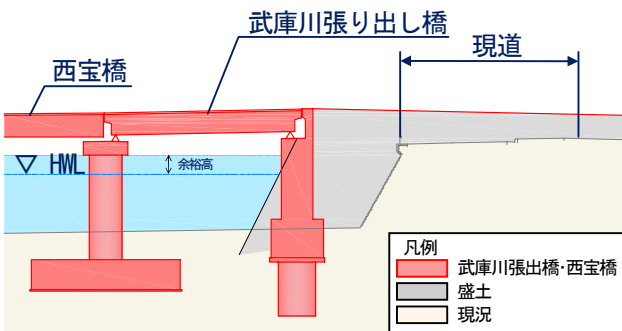 武庫川張り出し橋
現道
西宝橋
▽ HWL
余裕高
凡例
武庫川張出橋･西宝橋
盛土
現況